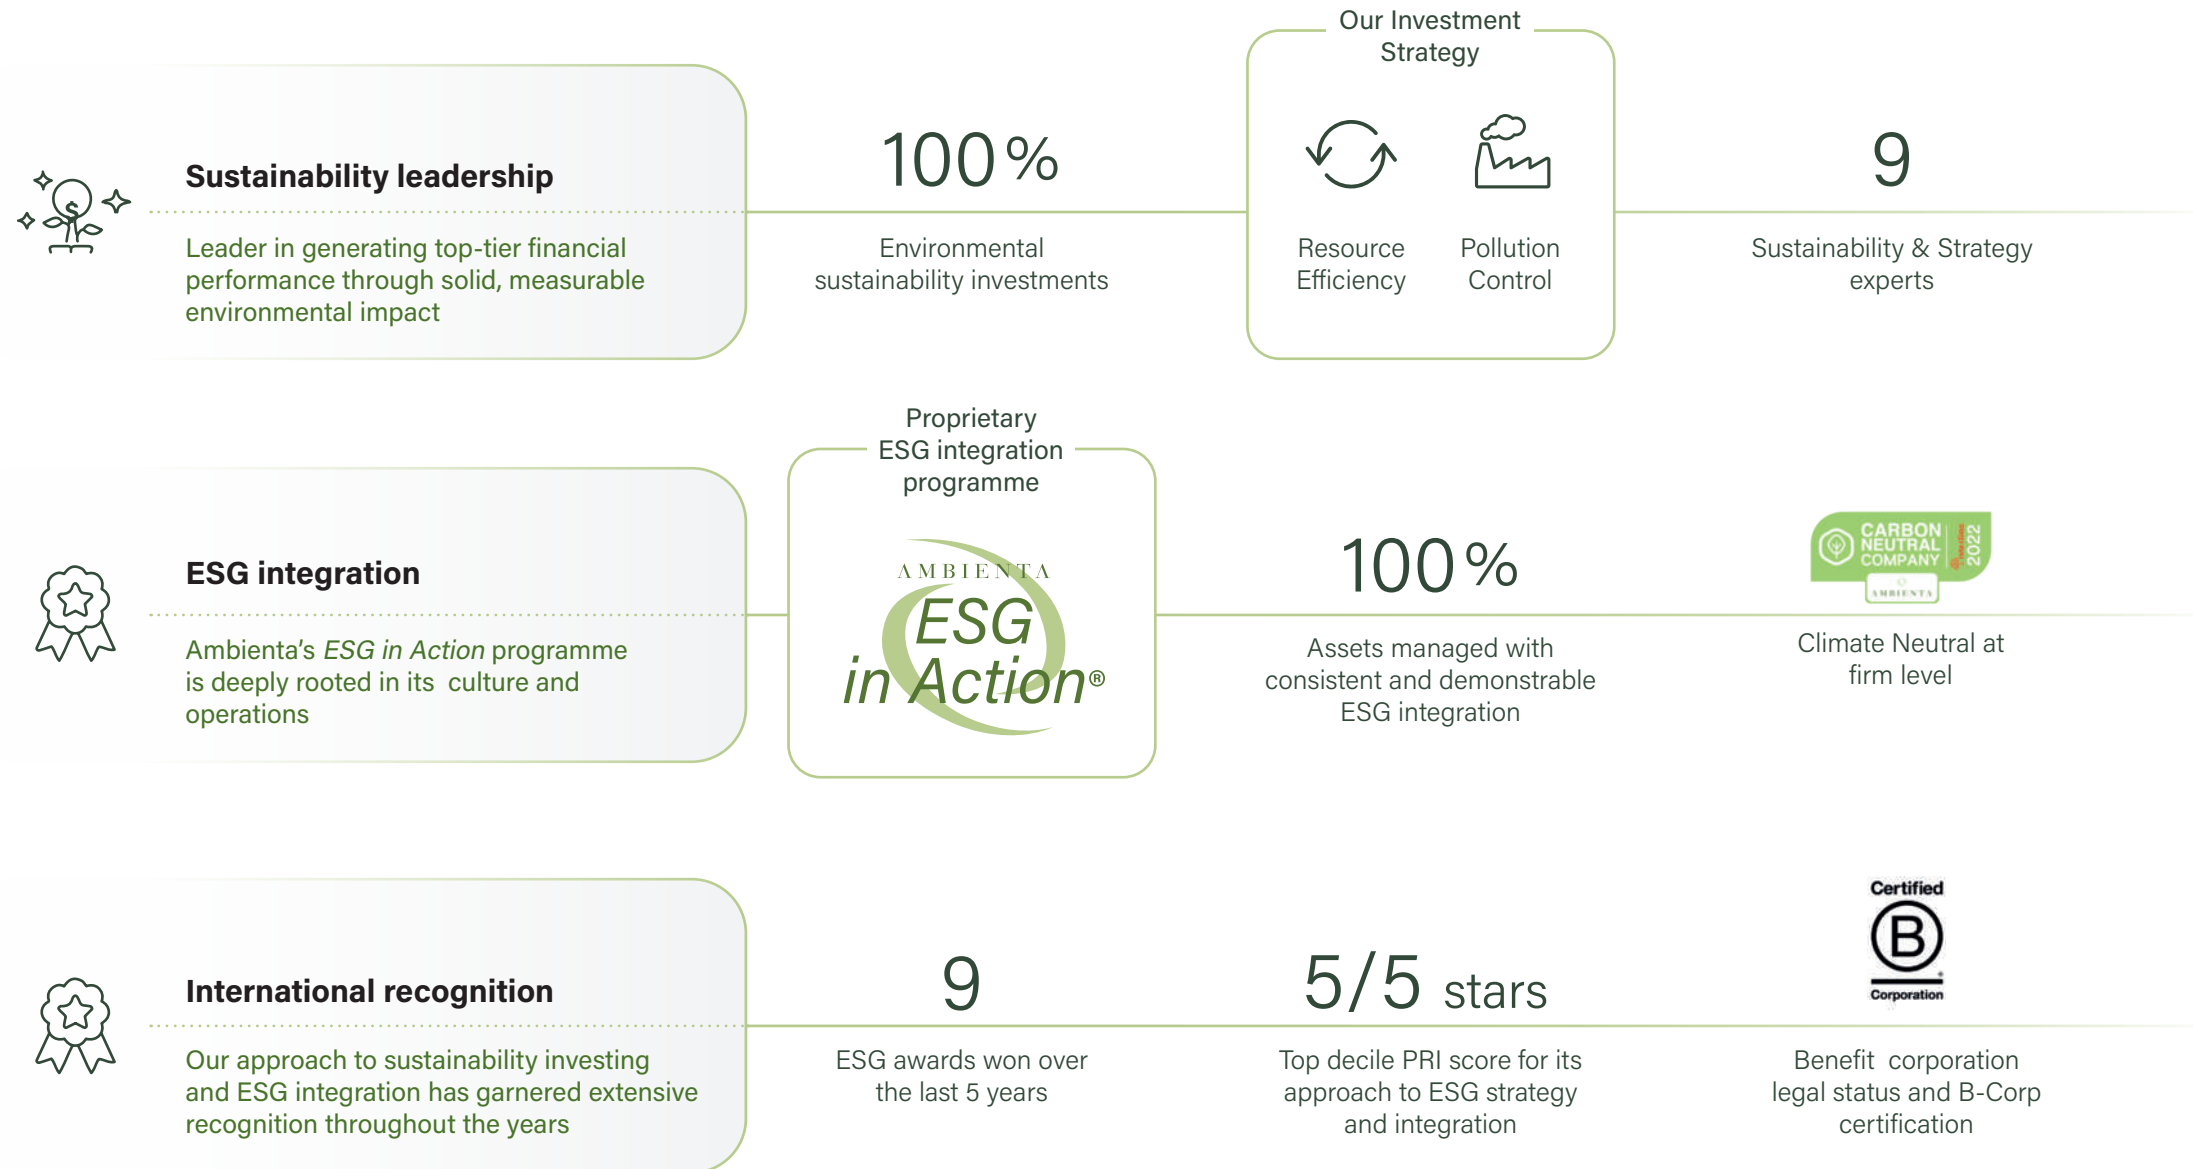 Our Investment
Strategy
Sustainability leadership
Leader in generating top-tier financial
performance through solid, measurable
environmental impact
100%
Environmental
sustainability investments
Resource
Efficiency
Pollution
Control
9
Sustainability & Strategy
experts
ESG integration
Ambienta’s ESG in Action programme
is deeply rooted in its culture and
operations
Proprietary
ESG integration
programme
AMBIENTA
ESG
in Action®
100%
Assets managed with
consistent and demonstrable
ESG integration
CARBON
NEUTRAL
COMPANY
2022
AMBIENTA
Climate Neutral at
firm level
International recognition
Our approach to sustainability investing
and ESG integration has garnered extensive
recognition throughout the years
9
ESG awards won over
the last 5 years
5/5 stars
Top decile PRI score for its
approach to ESG strategy
and integration
Certified
B
Corporation
Benefit corporation
legal status and B-Corp
certification